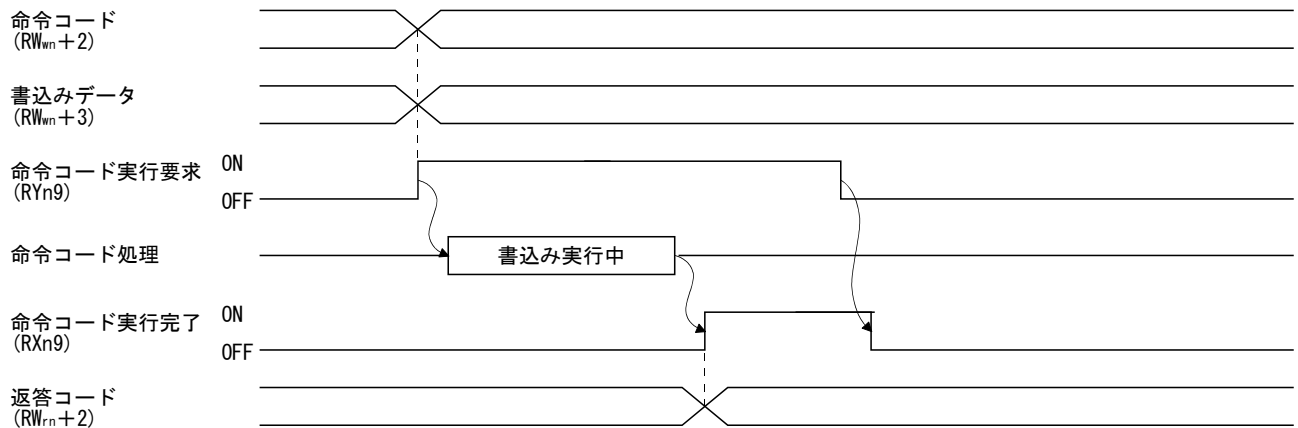 命令コード
(RWwn+2)
書込みデータ
(RWwn+3)
命令コード実行要求
(RYn9)
ON
OFF
命令コード処理
書込み実行中
命令コード実行完了
(RXn9)
ON
OFF
返答コード
(RWrn+2)